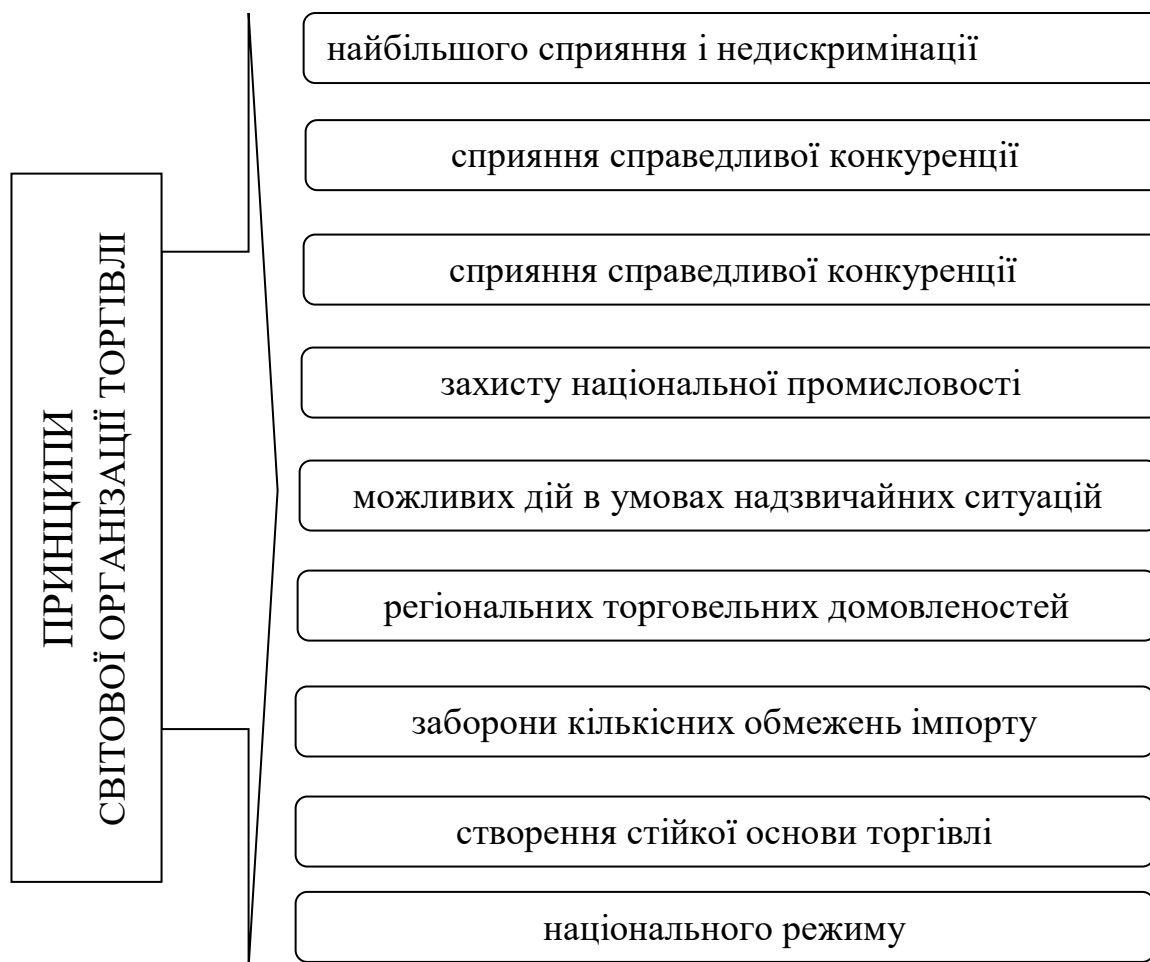 ПРИНЦИПИ
СВІТОВОЇ ОРГАНІЗАЦІЇ ТОРГІВЛІ
найбільшого сприяння і недискримінації
сприяння справедливої конкуренції
сприяння справедливої конкуренції
захисту національної промисловості
можливих дій в умовах надзвичайних ситуацій
регіональних торговельних домовленостей
заборони кількісних обмежень імпорту
створення стійкої основи торгівлі
національного режиму